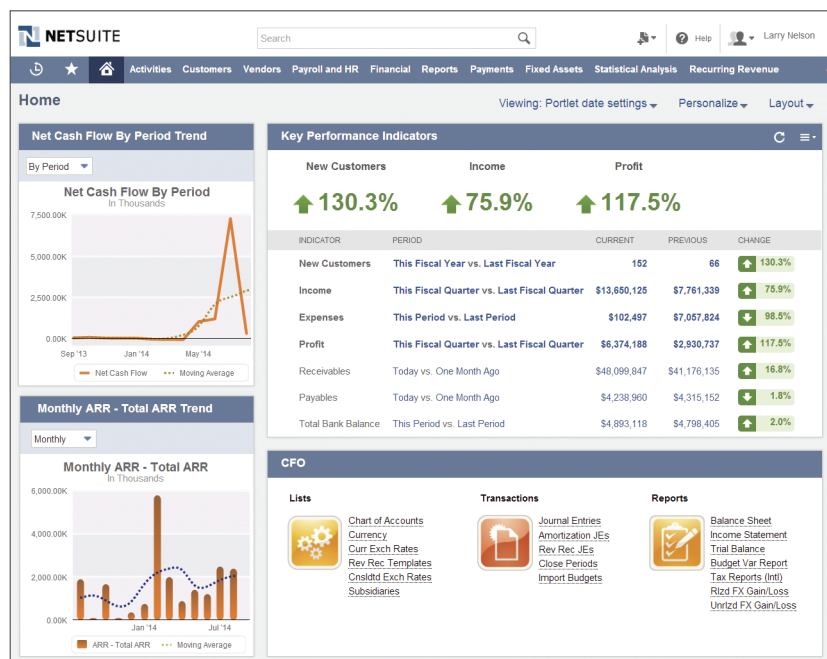 NETSUITE
Search
Help
Larry Nelson
Activities Customers Vendors Payroll and HR Financial Reports Payments Fixed Assets Statistical Analysis Recurring Revenue
Home
Viewing: Portlet date settings Personalize Layout
Net Cash Flow By Period Trend
By Period
Net Cash Flow By Period
In Thousands
7,500.00K
5,000.00K
2,500.00K
0.00K
Sep '13 Jan '14 May '14
Net Cash Flow Moving Average
Monthly ARR - Total ARR Trend
Monthly
Monthly ARR - Total ARR
In Thousands
6,000.00K
4,000.00K
2,000.00K
0.00K
Jan '14 Jul '14
ARR - Total ARR Moving Average
Key Performance Indicators
New Customers Income Profit
130.3% 75.9% 117.5%
INDICATOR PERIOD CURRENT PREVIOUS CHANGE
New Customers This Fiscal Year vs. Last Fiscal Year 152 66 130.3%
Income This Fiscal Quarter vs. Last Fiscal Quarter $13,650,125 $7,761,339 75.9%
Expenses This Period vs. Last Period $102,497 $7,057,824 98.5%
Profit This Fiscal Quarter vs. Last Fiscal Quarter $6,374,188 $2,930,737 117.5%
Receivables Today vs. One Month Ago $48,099,847 $41,176,135 16.8%
Payables Today vs. One Month Ago $4,238,960 $4,315,152 1.8%
Total Bank Balance This Period vs. Last Period $4,893,118 $4,798,405 2.0%
CFO
Lists
Chart of Accounts
Currency
Curr Exch Rates
Rev Rec Templates
Cnsldtd Exch Rates
Subsidiaries
Transactions
Journal Entries
Amortization JEs
Rev Rec JEs
Close Periods
Import Budgets
Reports
Balance Sheet
Income Statement
Trial Balance
Budget Var Report
Tax Reports (Intl)
Rlzd FX Gain/Loss
Unrlzd FX Gain/Loss